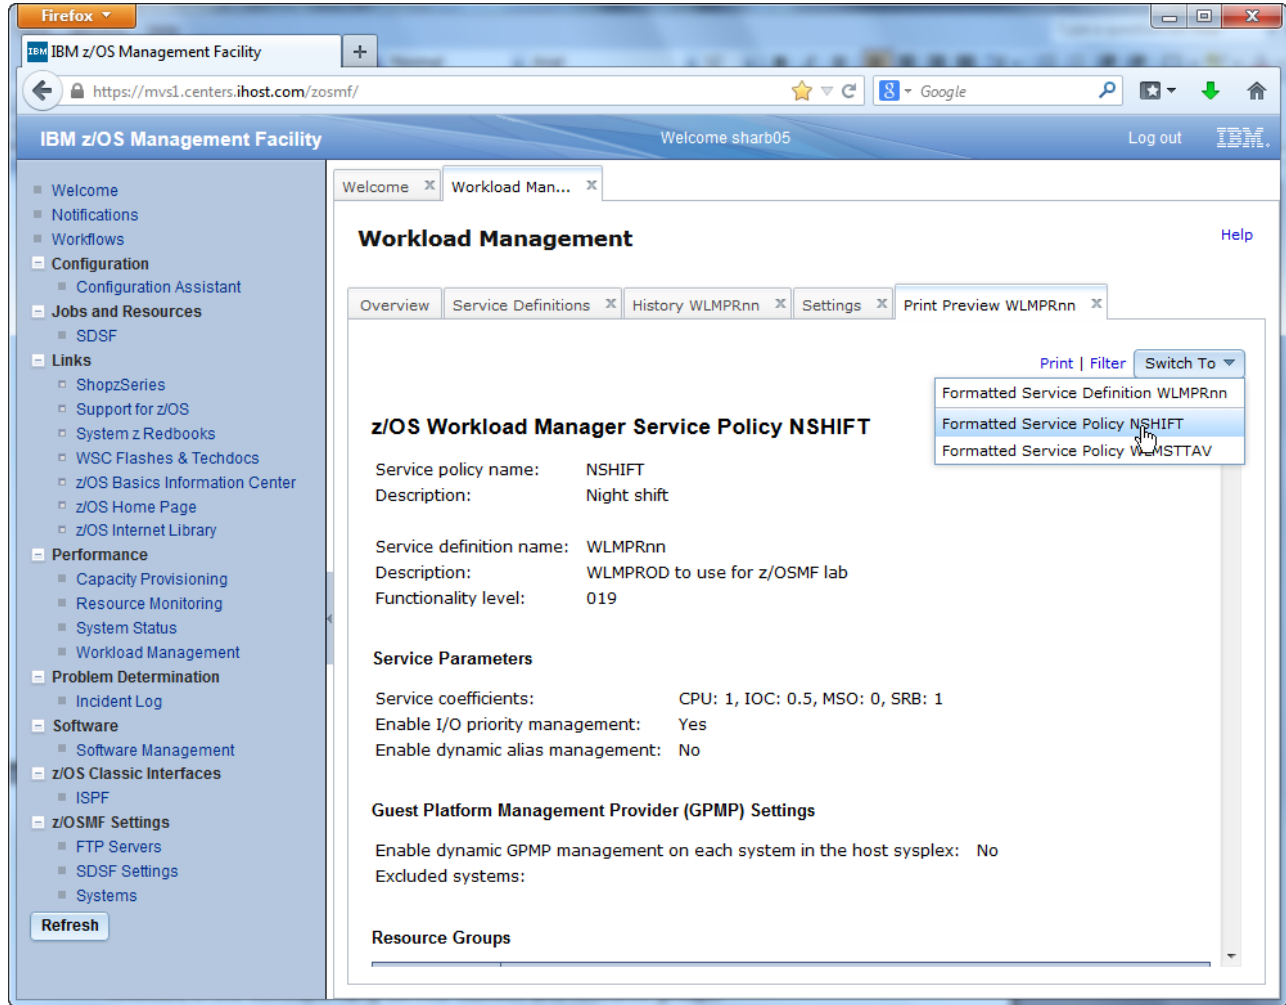 Firefox
IBM IBM z/OS Management Facility
https://mvs1.centers.ihost.com/zosmf/
Google
IBM z/OS Management Facility
Welcome sharb05
Log out
IBM.
Welcome
Notifications
Workflows
Configuration
Configuration Assistant
Jobs and Resources
SDSF
Links
ShopzSeries
Support for z/OS
System z Redbooks
WSC Flashes & Techdocs
z/OS Basics Information Center
z/OS Home Page
z/OS Internet Library
Performance
Capacity Provisioning
Resource Monitoring
System Status
Workload Management
Problem Determination
Incident Log
Software
Software Management
z/OS Classic Interfaces
ISPF
z/OSMF Settings
FTP Servers
SDSF Settings
Systems
Refresh
Welcome
Workload Man...
Workload Management
Help
Overview
Service Definitions
History WLMPRnn
Settings
Print Preview WLMPRnn
Print | Filter
Switch To
Formatted Service Definition WLMPRnn
Formatted Service Policy NSHIFT
Formatted Service Policy WLMSTTAV
z/OS Workload Manager Service Policy NSHIFT
Service policy name: NSHIFT
Description: Night shift
Service definition name: WLMPRnn
Description: WLMPROD to use for z/OSMF lab
Functionality level: 019
Service Parameters
Service coefficients: CPU: 1, IOC: 0.5, MSO: 0, SRB: 1
Enable I/O priority management: Yes
Enable dynamic alias management: No
Guest Platform Management Provider (GPMP) Settings
Enable dynamic GPMP management on each system in the host sysplex: No
Excluded systems:
Resource Groups